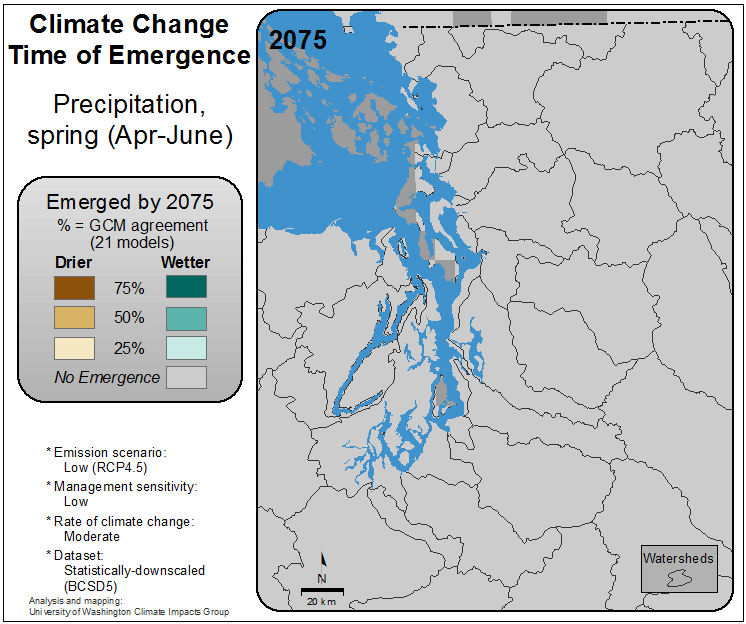 Climate Change
Time of Emergence
Precipitation,
spring (Apr-June)
Emerged by 2075
% = GCM agreement
(21 models)
Drier Wetter
75%
50%
25%
No Emergence
* Emission scenario:
Low (RCP4.5)
* Management sensitivity:
Low
* Rate of climate change:
Moderate
* Dataset:
Statistically-downscaled
(BCSD5)
Analysis and mapping:
University of Washington Climate Impacts Group
2075
N
20 km
Watersheds